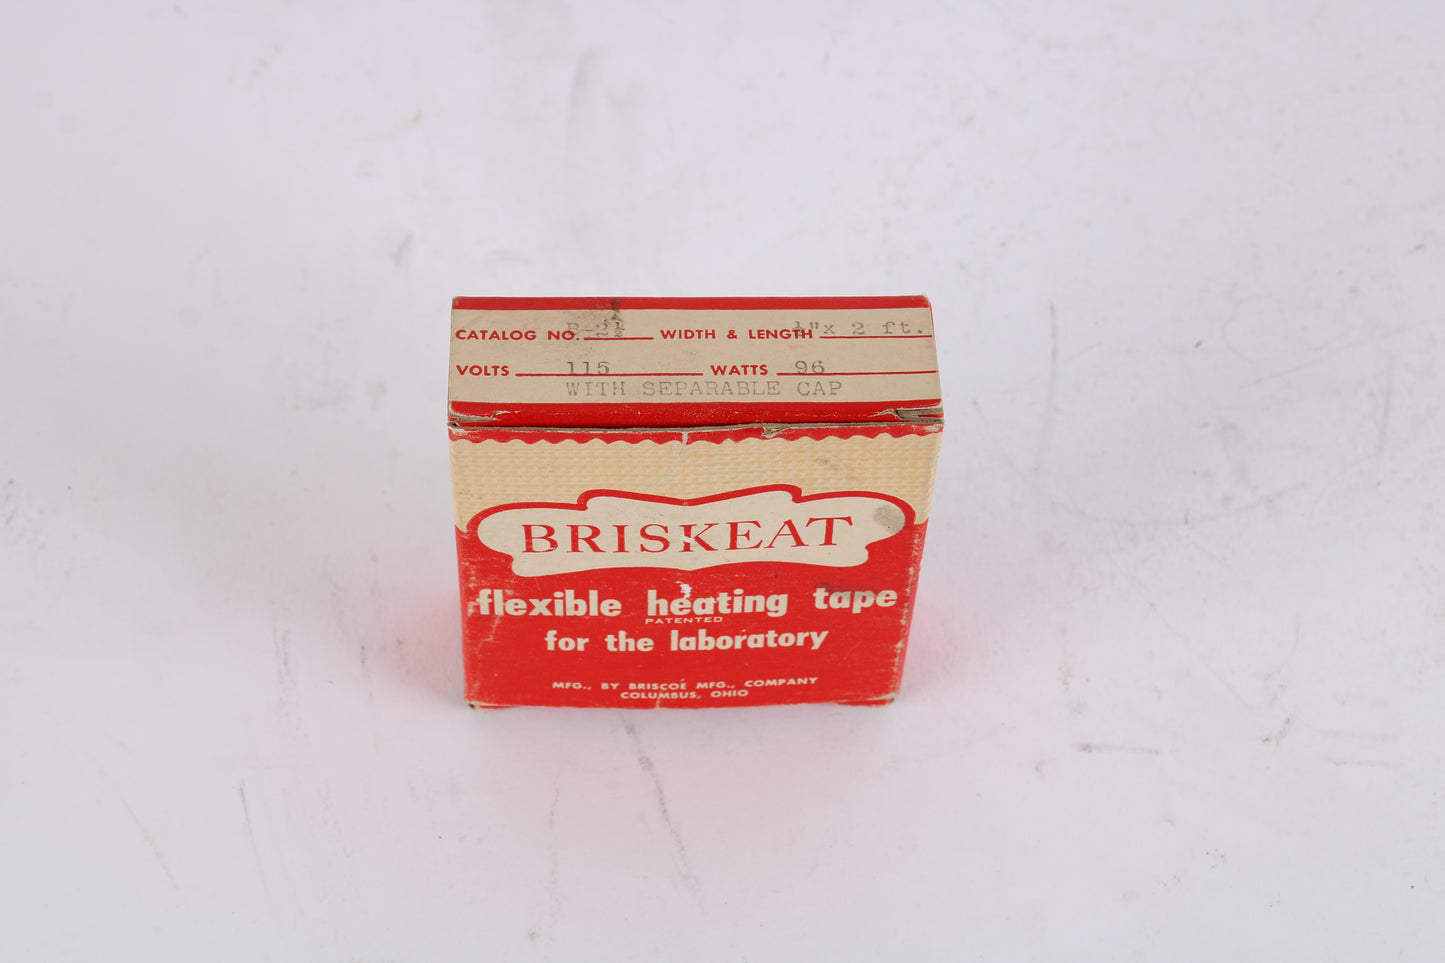 CATALOG NO. B-2½ WIDTH & LENGTH ½"x 2 ft.
VOLTS 115 WATTS 96
WITH SEPARABLE CAP
BRISKEAT
flexible heating tape
PATENTED
for the laboratory
MFG., BY BRISCOE MFG., COMPANY
COLUMBUS, OHIO